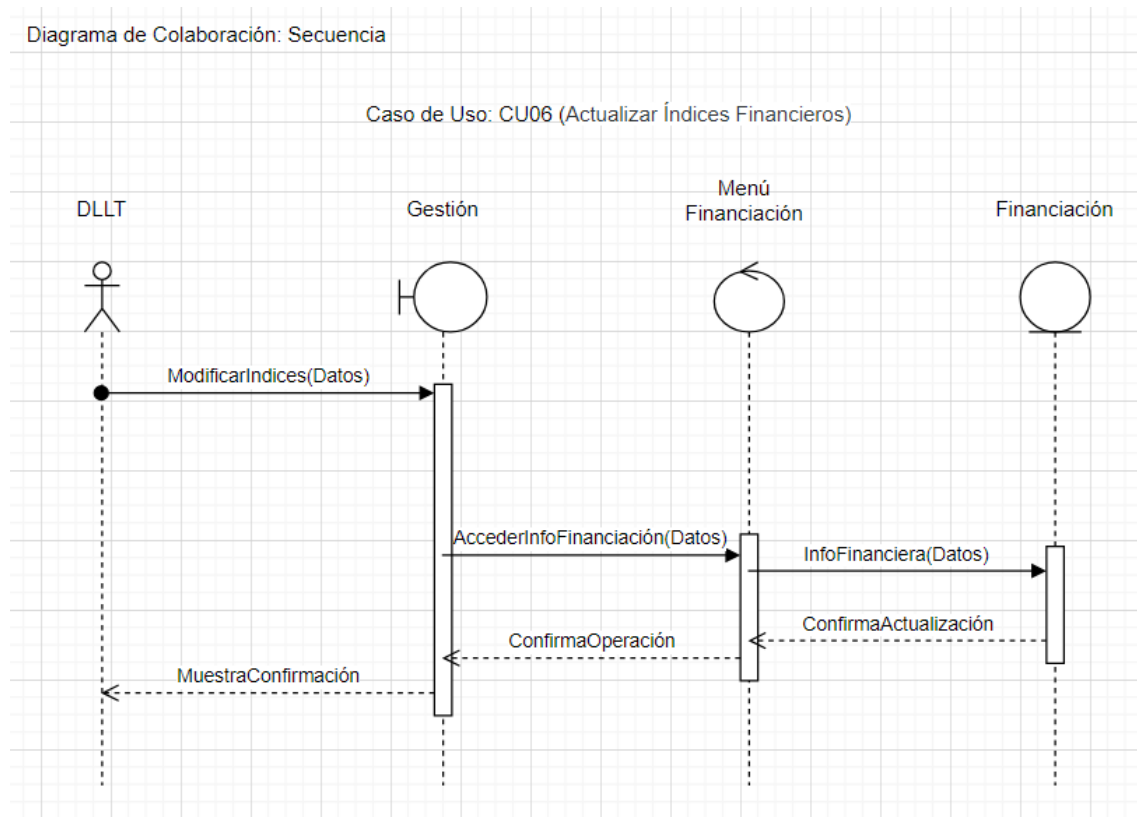 Diagrama de Colaboración: Secuencia
Caso de Uso: CU06 (Actualizar Índices Financieros)
DLLT
Gestión
Menú
Financiación
Financiación
ModificarIndices(Datos)
AccederInfoFinanciación(Datos)
InfoFinanciera(Datos)
ConfirmaActualización
ConfirmaOperación
MuestraConfirmación